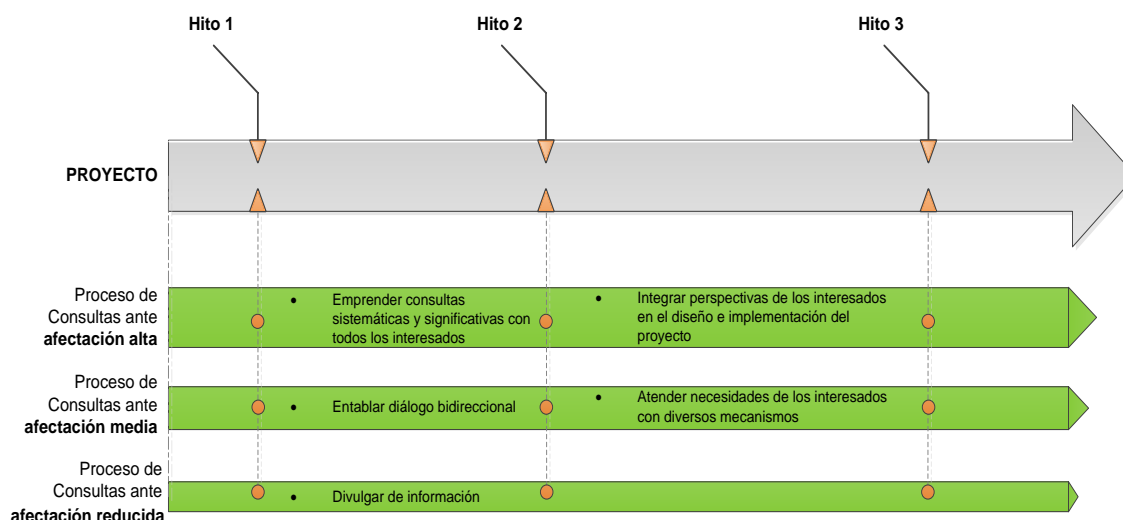 Hito 1
Hito 2
Hito 3
PROYECTO
Proceso de
Consultas ante
afectación alta
• Emprender consultas
sistemáticas y significativas con
todos los interesados
• Integrar perspectivas de los interesados
en el diseño e implementación del
proyecto
Proceso de
Consultas ante
afectación media
• Entablar diálogo bidireccional
• Atender necesidades de los interesados
con diversos mecanismos
Proceso de
Consultas ante
afectación reducida
• Divulgar de información